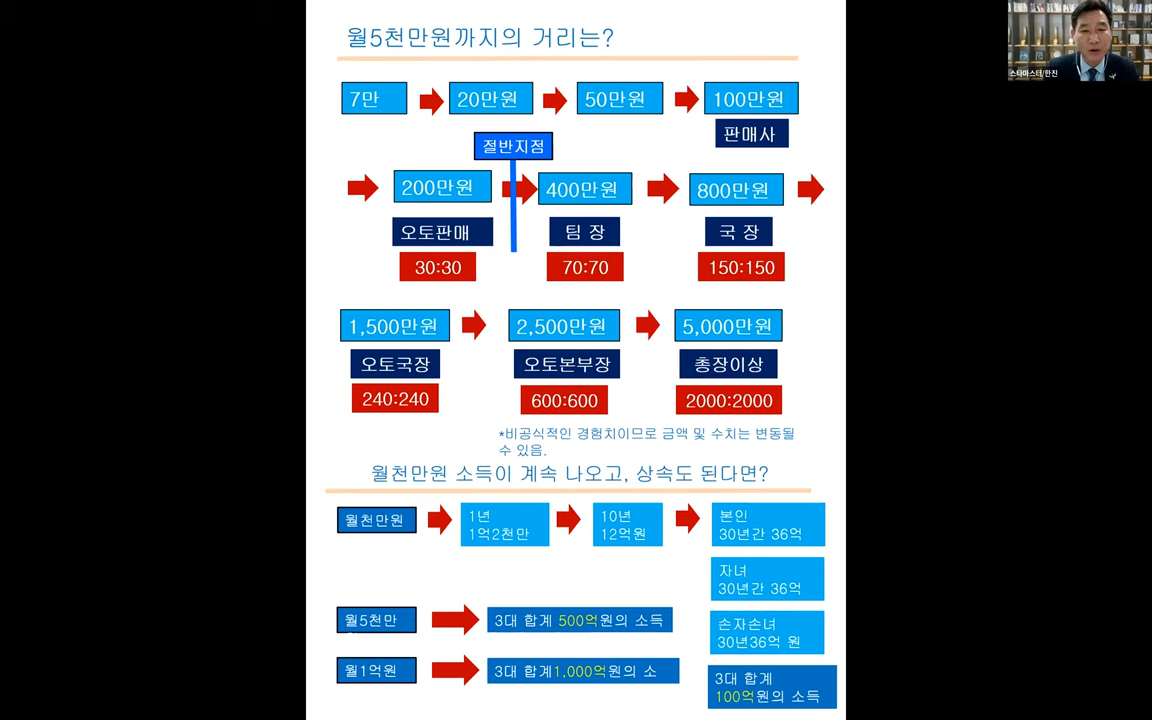 월5천만원까지의 거리는?
7만
20만원
50만원
100만원
판매사
절반지점
200만원
400만원
800만원
오토판매
팀 장
국 장
30:30
70:70
150:150
1,500만원
2,500만원
5,000만원
오토국장
오토본부장
총장이상
240:240
600:600
2000:2000
*비공식적인 경험치이므로 금액 및 수치는 변동될
수 있음.
월천만원 소득이 계속 나오고, 상속도 된다면?
월천만원
1년
1억2천만
10년
12억원
본인
30년간 36억
자녀
30년간 36억
월5천만
3대 합계 500억원의 소득
손자손녀
30년36억 원
월1억원
3대 합계1,000억원의 소
3대 합계
100억원의 소득
스타마스터/한진